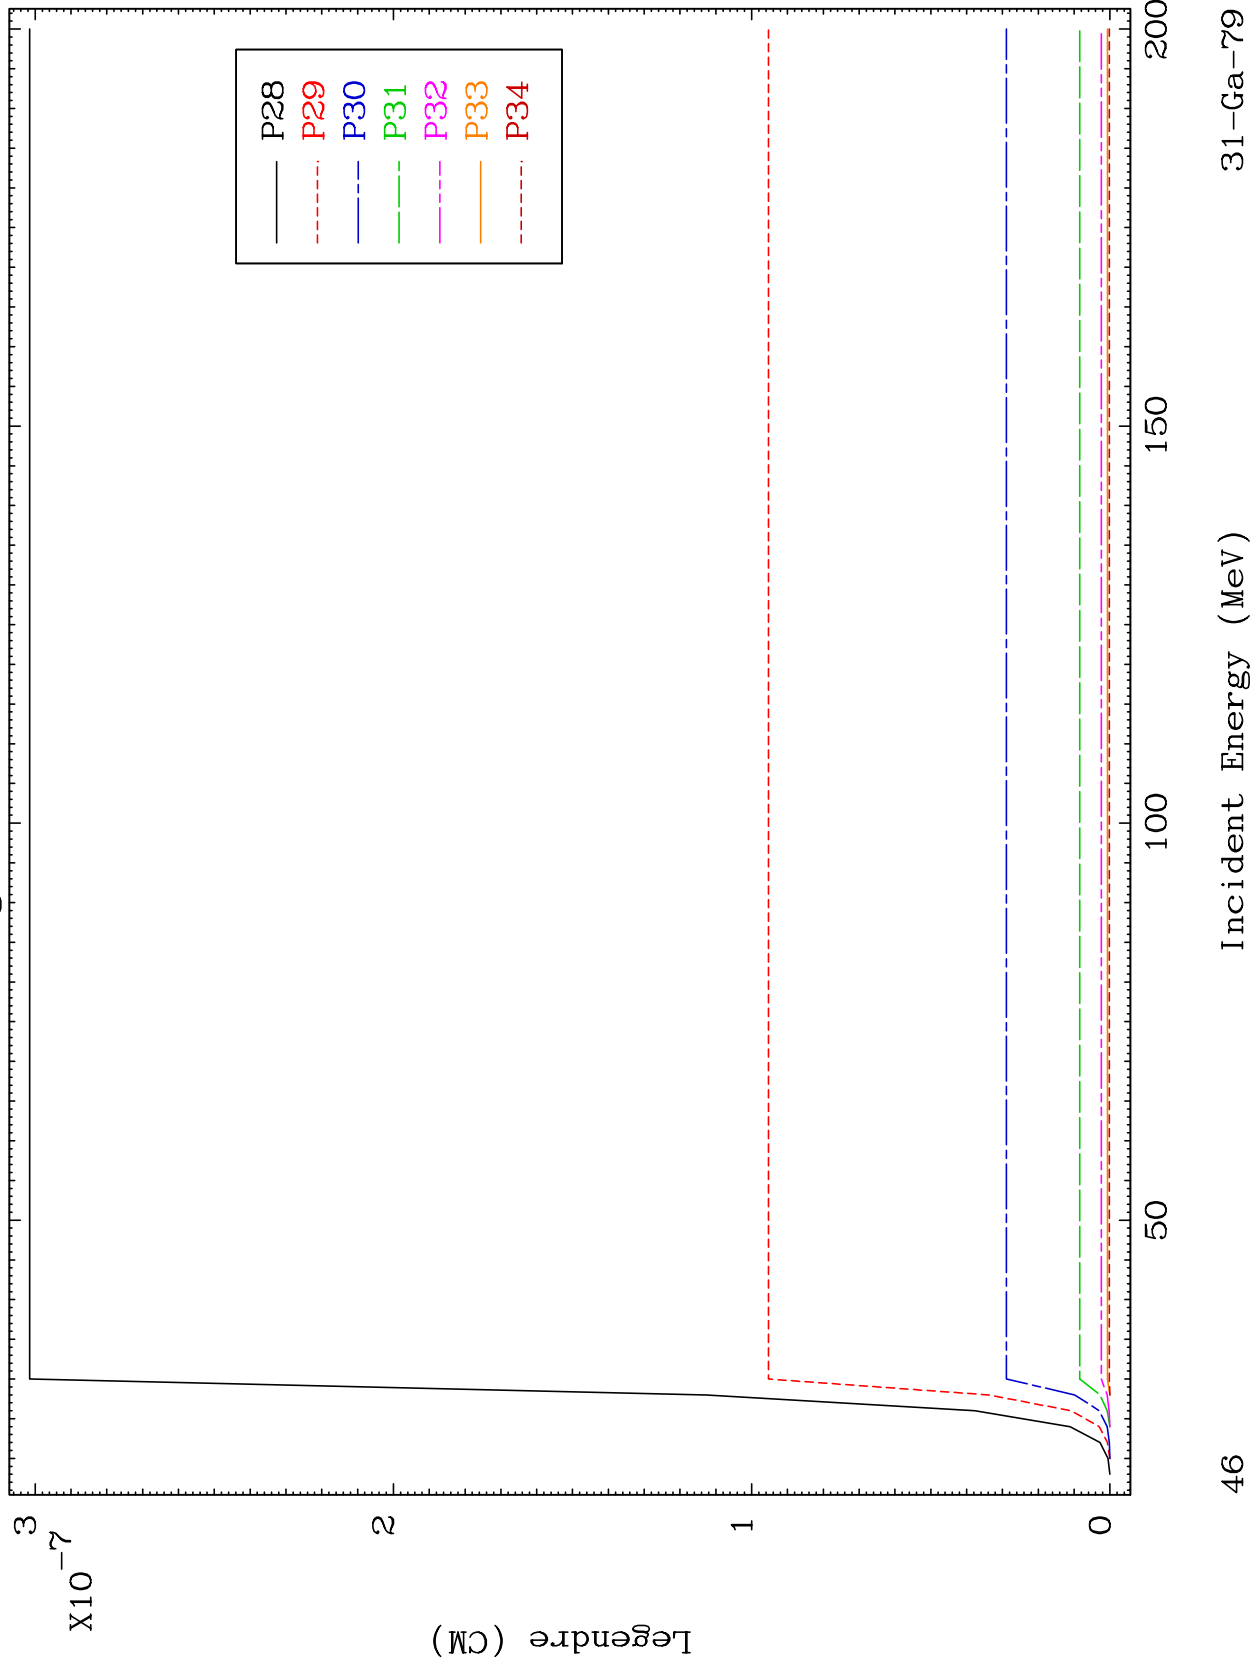 3
X10
-7
2
1
0
Legendre (CM)
P28
P29
P30
P31
P32
P33
P34
50
100
150
200
Incident Energy (MeV)
46
31-Ga-79